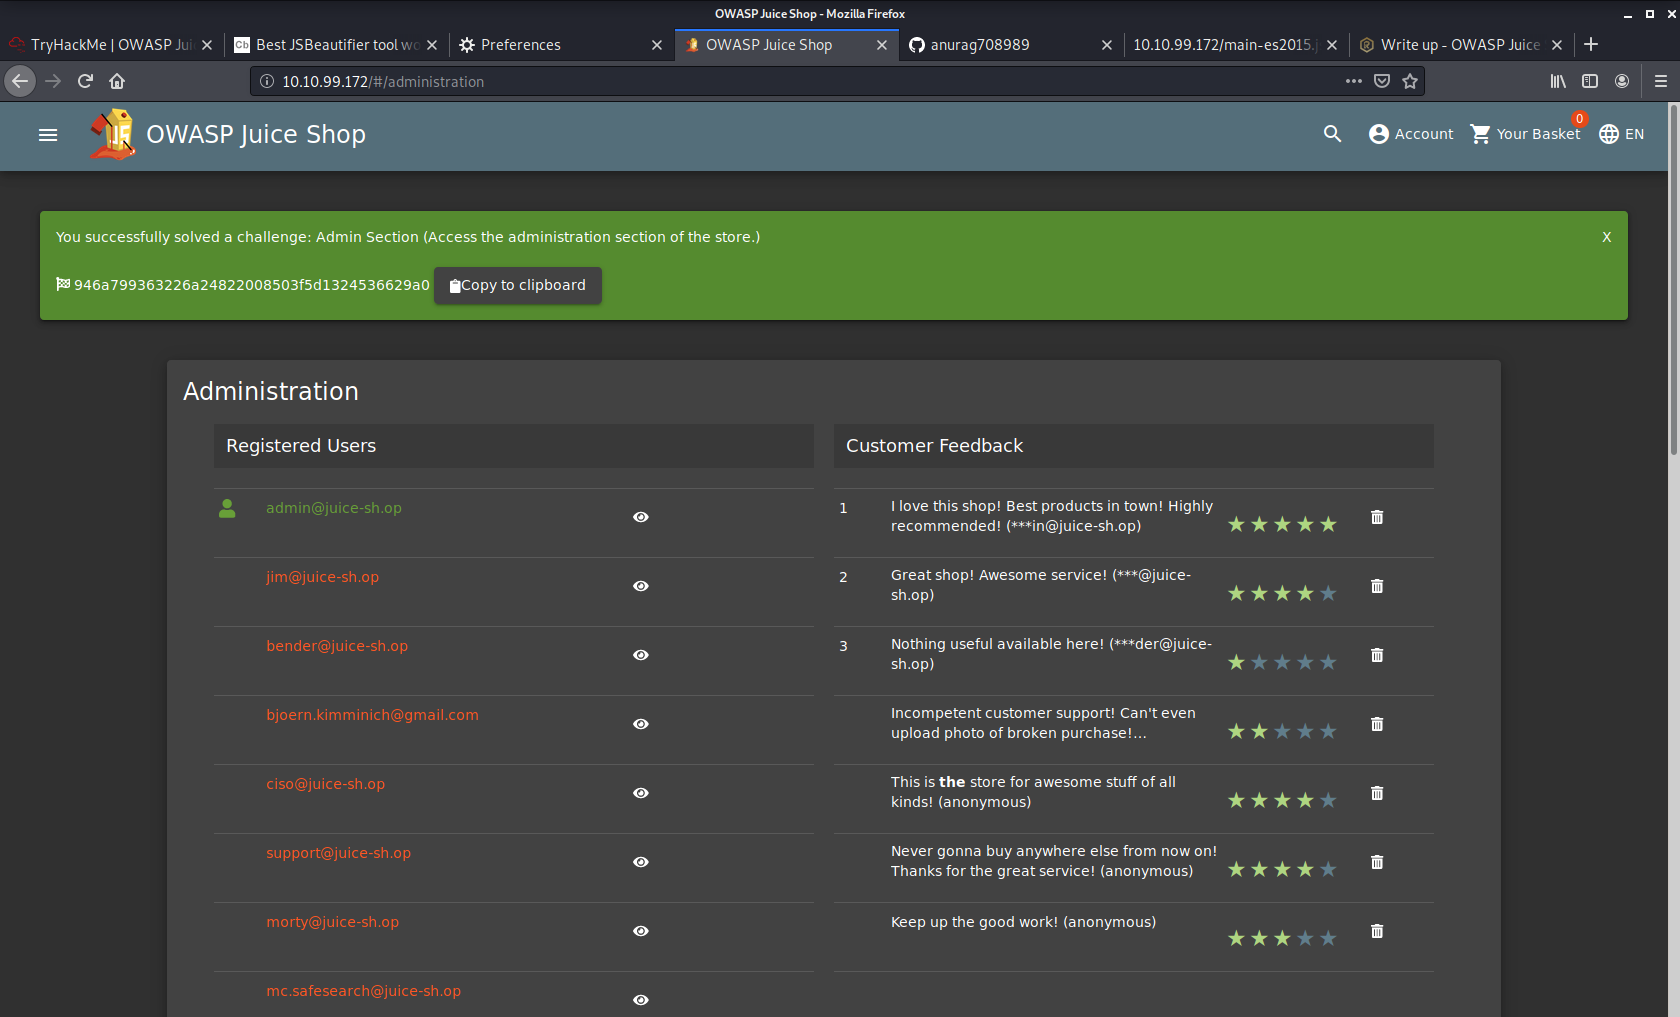 OWASP Juice Shop - Mozilla Firefox
TryHackMe | OWASP Jui
Best JSBeautifier tool wo
Preferences
OWASP Juice Shop
anurag708989
10.10.99.172/main-es2015.j
Write up - OWASP Juice
10.10.99.172/#/administration
OWASP Juice Shop
Account
0
Your Basket
EN
You successfully solved a challenge: Admin Section (Access the administration section of the store.)
X
946a799363226a24822008503f5d1324536629a0
Copy to clipboard
Administration
Registered Users
admin@juice-sh.op
jim@juice-sh.op
bender@juice-sh.op
bjoern.kimminich@gmail.com
ciso@juice-sh.op
support@juice-sh.op
morty@juice-sh.op
mc.safesearch@juice-sh.op
Customer Feedback
1
I love this shop! Best products in town! Highly
recommended! (***in@juice-sh.op)
2
Great shop! Awesome service! (***@juice-
sh.op)
3
Nothing useful available here! (***der@juice-
sh.op)
Incompetent customer support! Can't even
upload photo of broken purchase!...
This is the store for awesome stuff of all
kinds! (anonymous)
Never gonna buy anywhere else from now on!
Thanks for the great service! (anonymous)
Keep up the good work! (anonymous)